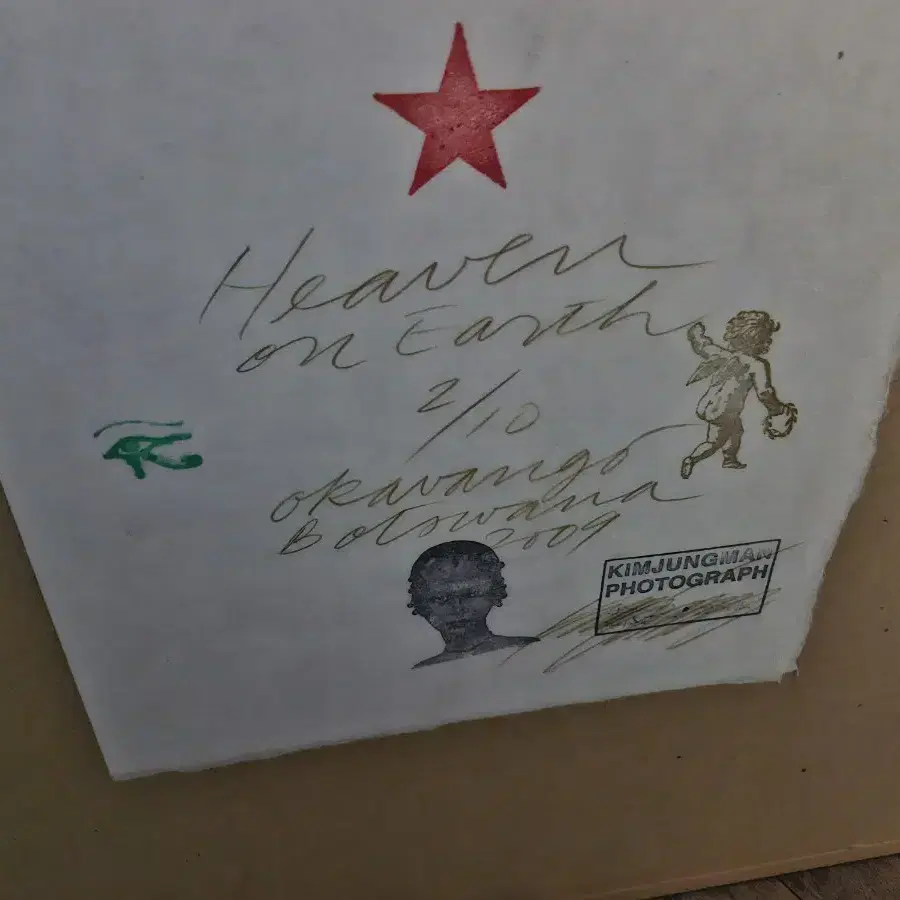 Heaven
on Earth
2/10
okavango
Botswana
2009
KIMJUNGMAN
PHOTOGRAPH